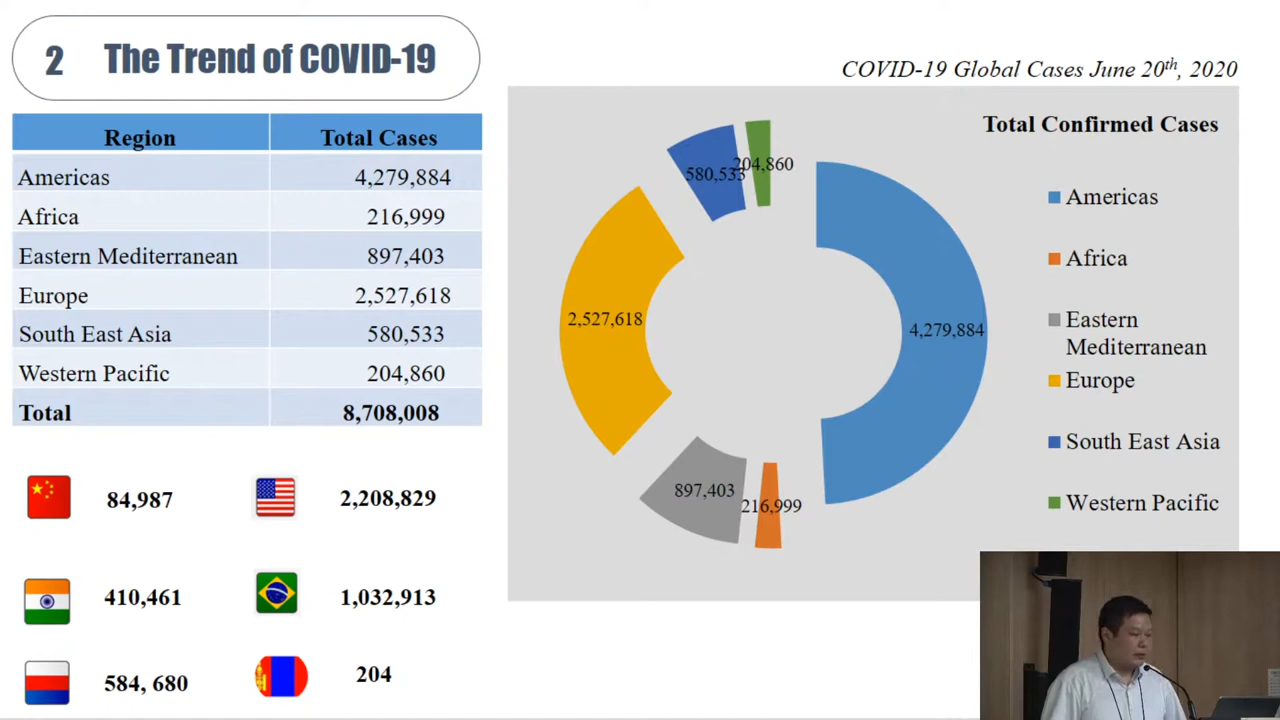 2 The Trend of COVID-19
COVID-19 Global Cases June 20th, 2020
Region Total Cases
Americas 4,279,884
Africa 216,999
Eastern Mediterranean 897,403
Europe 2,527,618
South East Asia 580,533
Western Pacific 204,860
Total 8,708,008
84,987 2,208,829
410,461 1,032,913
584, 680 204
Total Confirmed Cases
580,533
204,860
2,527,618
4,279,884
897,403
216,999
Americas
Africa
Eastern
Mediterranean
Europe
South East Asia
Western Pacific